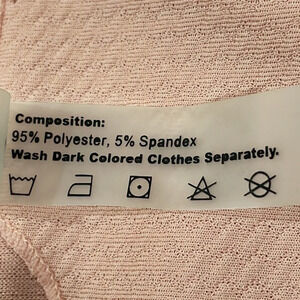 Composition:
95% Polyester, 5% Spandex
Wash Dark Colored Clothes Separately.